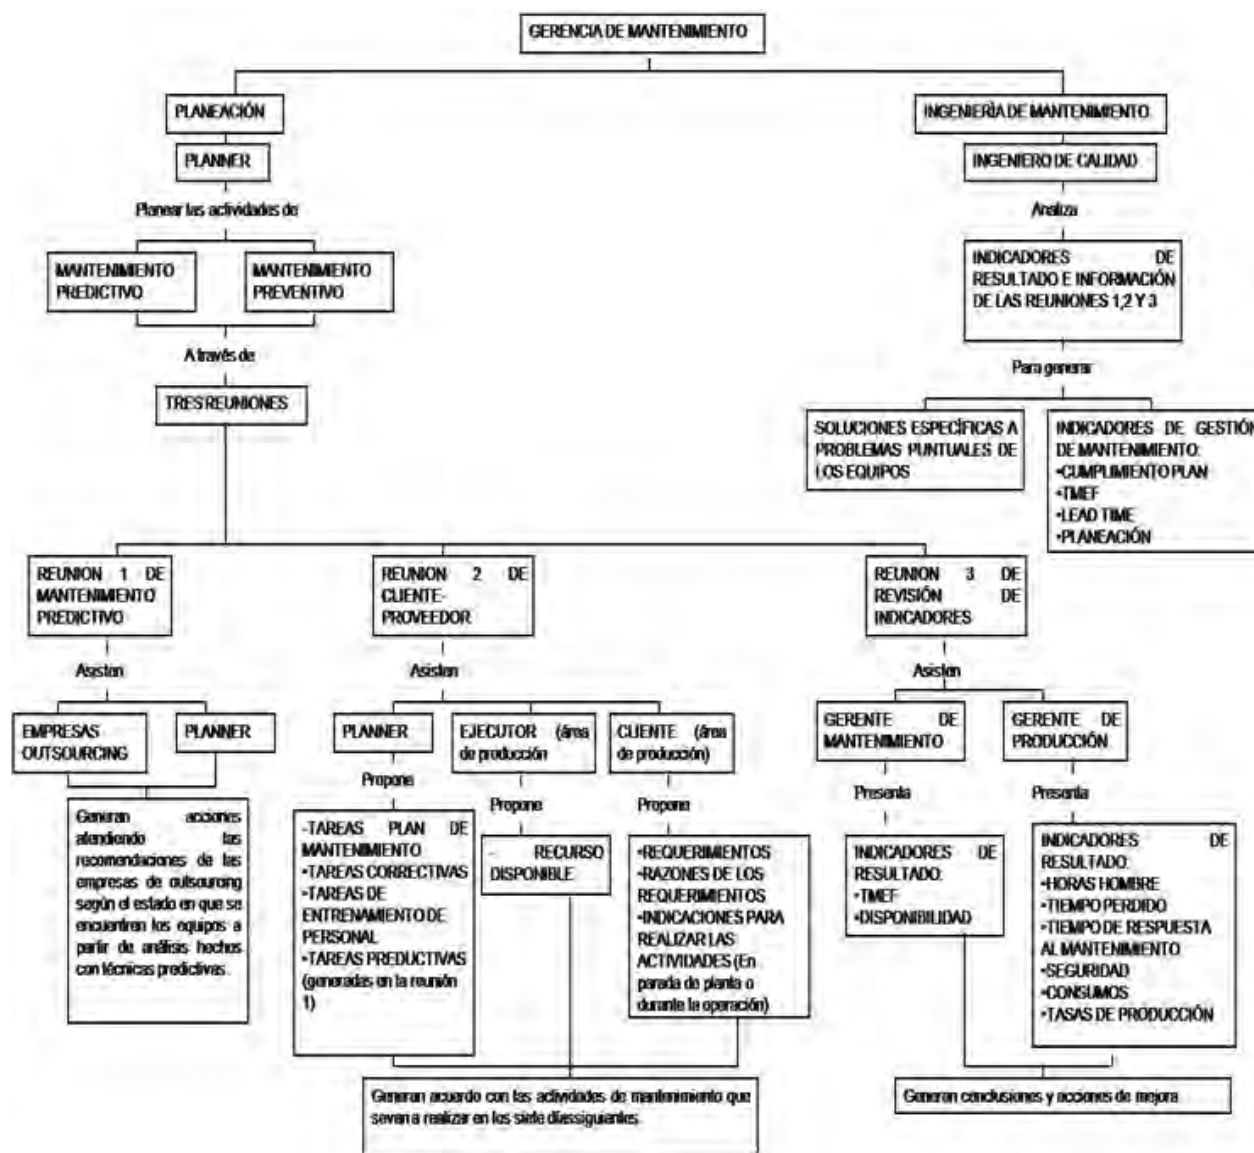 GERENCIA DE MANTENIMIENTO
PLANEACIÓN
PLANNER
Planear las actividades de
MANTENIMIENTO
PREDICTIVO
MANTENIMIENTO
PREVENTIVO
A través de
TRES REUNIONES
INGENIERÍA DE MANTENIMIENTO
INGENIERO DE CALIDAD
Analiza
INDICADORES DE
RESULTADO E INFORMACIÓN
DE LAS REUNIONES 1,2 Y 3
Para generar
SOLUCIONES ESPECÍFICAS A
PROBLEMAS PUNTUALES DE
LOS EQUIPOS
INDICADORES DE GESTIÓN
DE MANTENIMIENTO:
•CUMPLIMIENTO PLAN
•TMEF
•LEAD TIME
•PLANEACIÓN
REUNION 1 DE
MANTENIMIENTO
PREDICTIVO
Asisten
EMPRESAS
OUTSOURCING
PLANNER
Generan acciones
atendiendo las
recomendaciones de las
empresas de outsourcing
según el estado en que se
encuentren los equipos a
partir de análisis hechos
con técnicas predictivas.
REUNION 2 DE
CLIENTE-
PROVEEDOR
Asisten
PLANNER
Propone
-TAREAS PLAN DE
MANTENIMIENTO
•TAREAS CORRECTIVAS
•TAREAS DE
ENTRENAMIENTO DE
PERSONAL
•TAREAS PREDUCTIVAS
(generadas en la reunión
1)
EJECUTOR (área
de producción)
Propone
- RECURSO
DISPONIBLE
CLIENTE (área
de producción)
Propone
•REQUERIMIENTOS
•RAZONES DE LOS
REQUERIMIENTOS
•INDICACIONES PARA
REALIZAR LAS
ACTIVIDADES (En
parada de planta o
durante la operación)
Generan acuerdo con las actividades de mantenimiento que
sevan a realizar en los siete díassiguientes.
REUNION 3 DE
REVISIÓN DE
INDICADORES
Asisten
GERENTE DE
MANTENIMIENTO
Presenta
INDICADORES DE
RESULTADO:
•TMEF
•DISPONIBILIDAD
GERENTE DE
PRODUCCIÓN
Presenta
INDICADORES DE
RESULTADO:
•HORAS HOMBRE
•TIEMPO PERDIDO
•TIEMPO DE RESPUESTA
AL MANTENIMIENTO
•SEGURIDAD
•CONSUMOS
•TASAS DE PRODUCCIÓN
Generan conclusiones y acciones de mejora